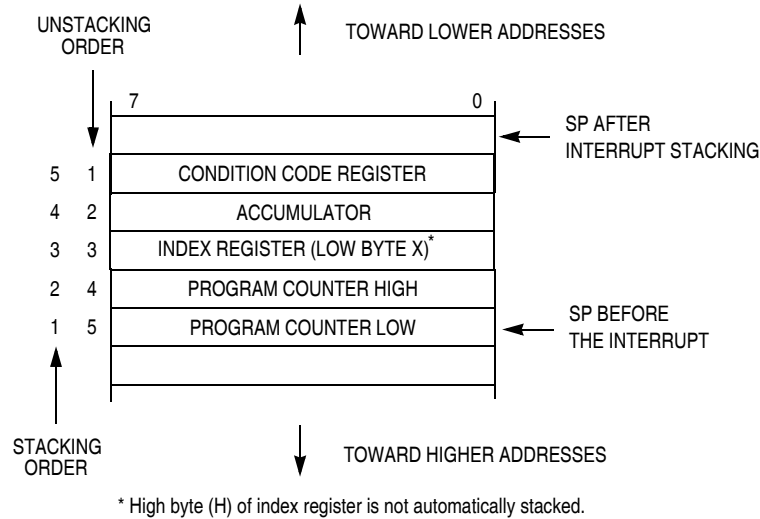 UNSTACKING
ORDER
TOWARD LOWER ADDRESSES
7 0
SP AFTER
INTERRUPT STACKING
5 1 CONDITION CODE REGISTER
4 2 ACCUMULATOR
3 3 INDEX REGISTER (LOW BYTE X)*
2 4 PROGRAM COUNTER HIGH
1 5 PROGRAM COUNTER LOW
SP BEFORE
THE INTERRUPT
STACKING
ORDER
TOWARD HIGHER ADDRESSES
* High byte (H) of index register is not automatically stacked.